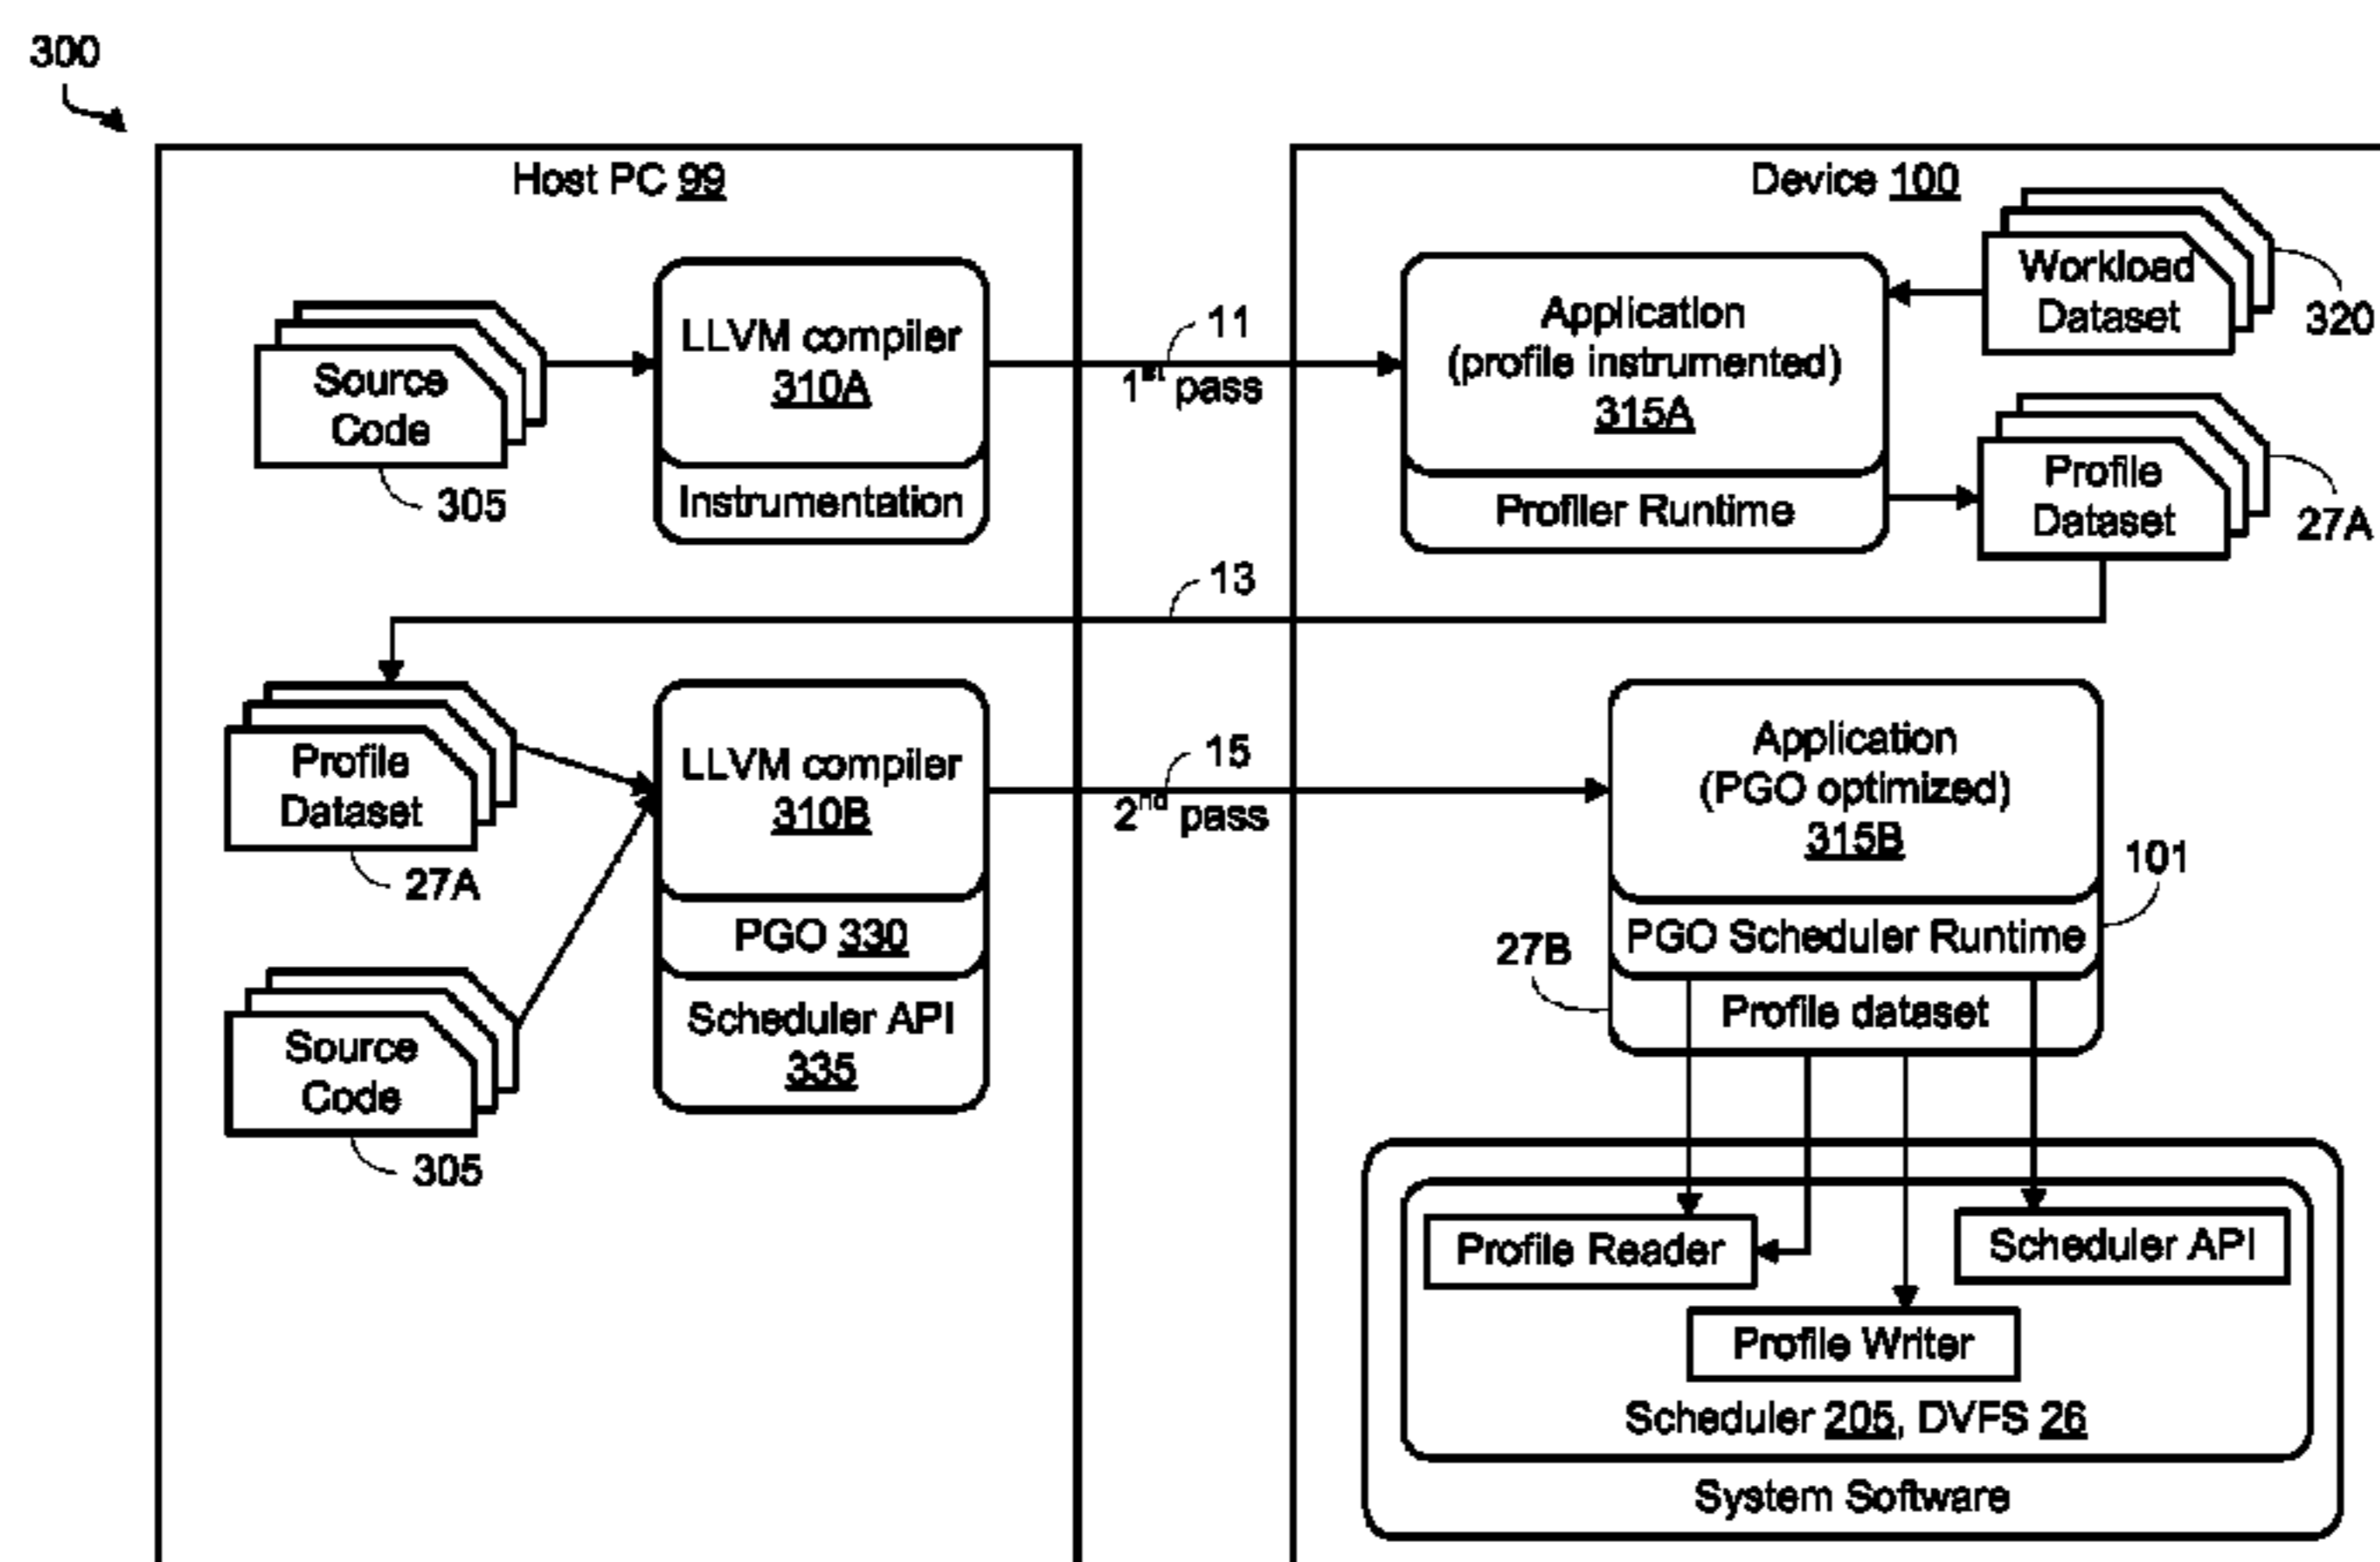 300
Host PC 99
Device 100
Workload
Dataset
320
LLVM compiler
310A
Instrumentation
Source
Code
305
11
1st pass
Application
(profile instrumented)
315A
Profiler Runtime
Profile
Dataset
27A
13
Profile
Dataset
27A
LLVM compiler
310B
PGO 330
Scheduler API
335
Source
Code
305
15
2nd pass
Application
(PGO optimized)
315B
101
PGO Scheduler Runtime
27B
Profile dataset
Profile Reader
Scheduler API
Profile Writer
Scheduler 205, DVFS 26
System Software